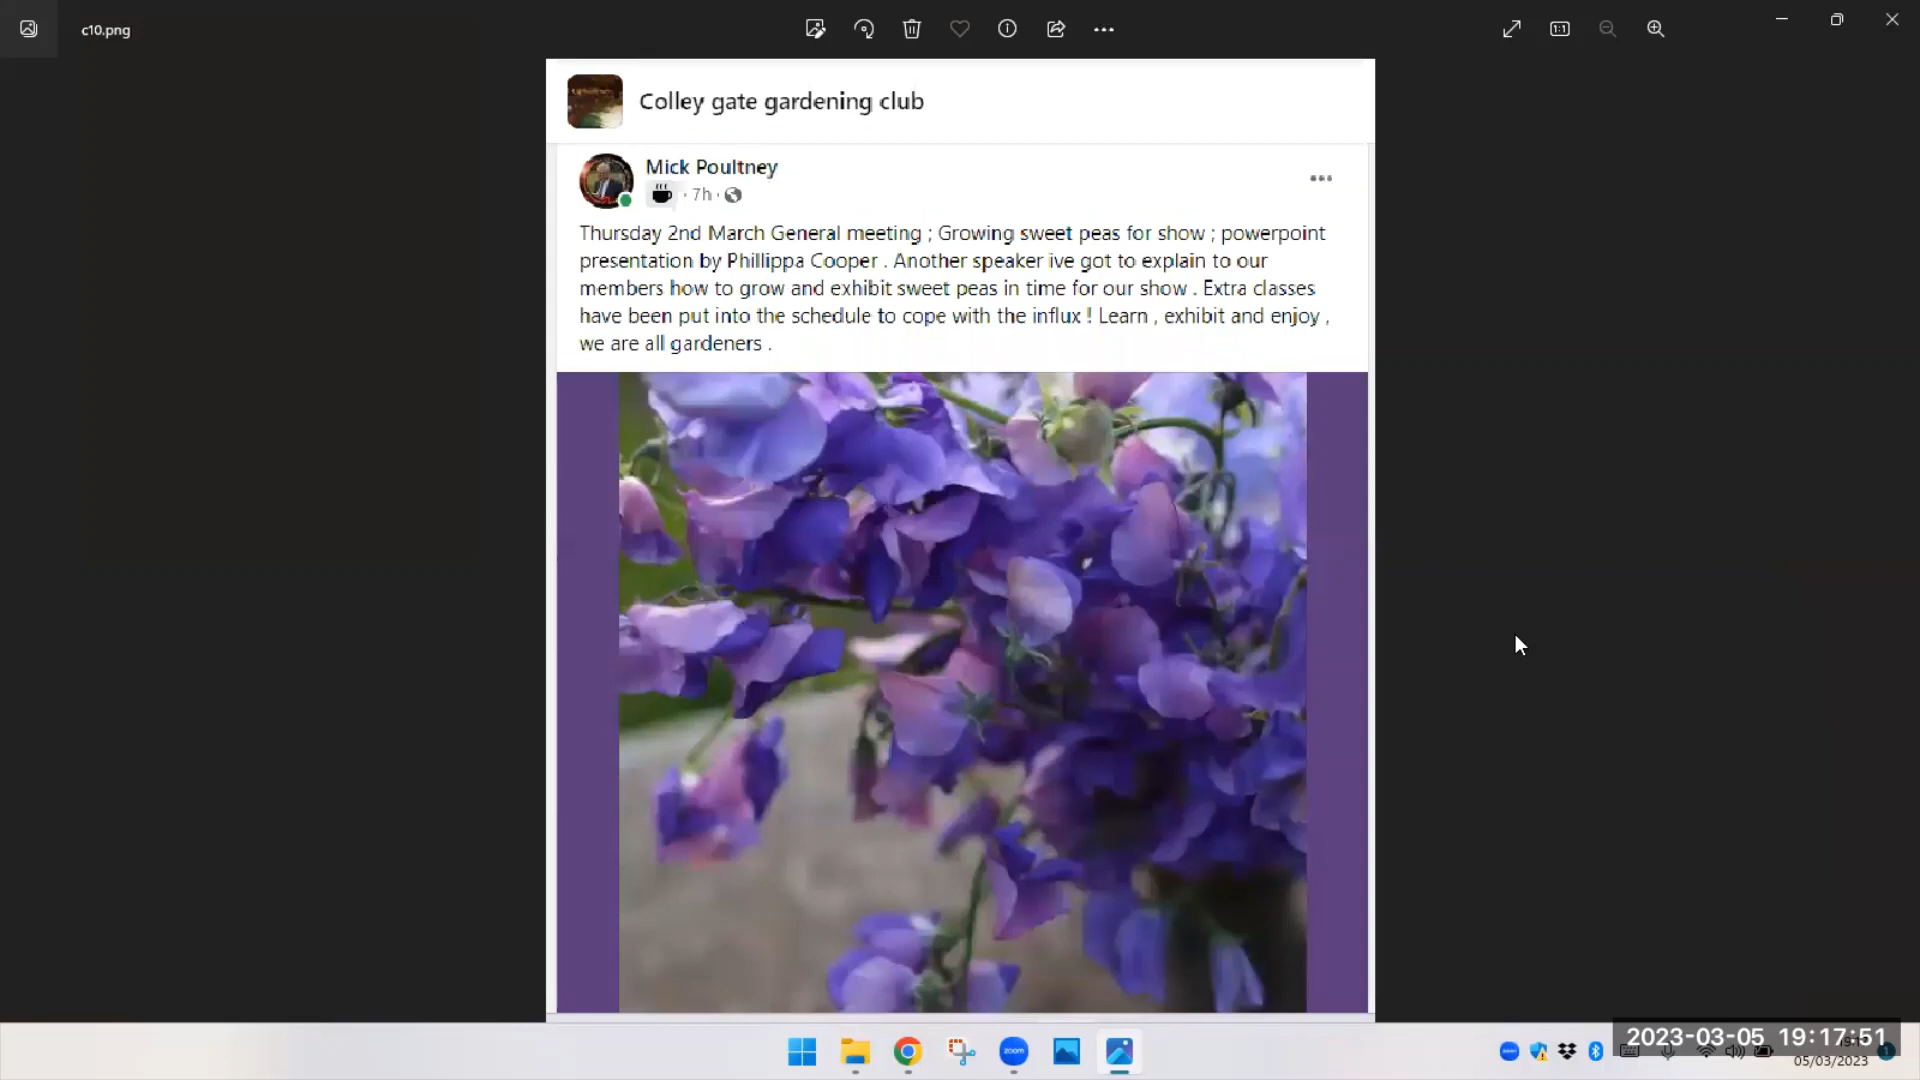 c10.png
Colley gate gardening club
Mick Poultney
· 7h ·
Thursday 2nd March General meeting ; Growing sweet peas for show ; powerpoint
presentation by Phillippa Cooper . Another speaker ive got to explain to our
members how to grow and exhibit sweet peas in time for our show . Extra classes
have been put into the schedule to cope with the influx ! Learn , exhibit and enjoy ,
we are all gardeners .
zoom
2023-03-05 19:17:51
05/03/2023